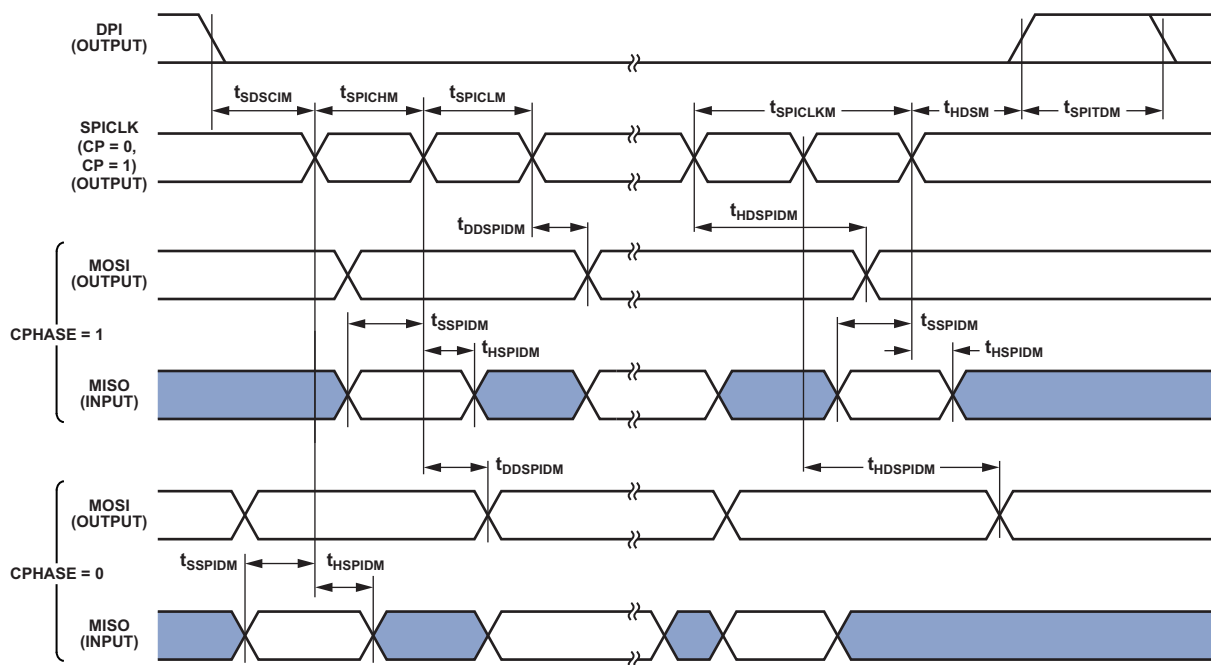 DPI
(OUTPUT)
tSDSCIM
tSPICHM
tSPICLM
tSPICLKM
tHDSM
tSPITDM
SPICLK
(CP = 0,
CP = 1)
(OUTPUT)
tDDSPIDM
tHDSPIDM
MOSI
(OUTPUT)
CPHASE = 1
tSSPIDM
tSSPIDM
tHSPIDM
tHSPIDM
MISO
(INPUT)
tDDSPIDM
tHDSPIDM
MOSI
(OUTPUT)
tSSPIDM
tHSPIDM
CPHASE = 0
MISO
(INPUT)